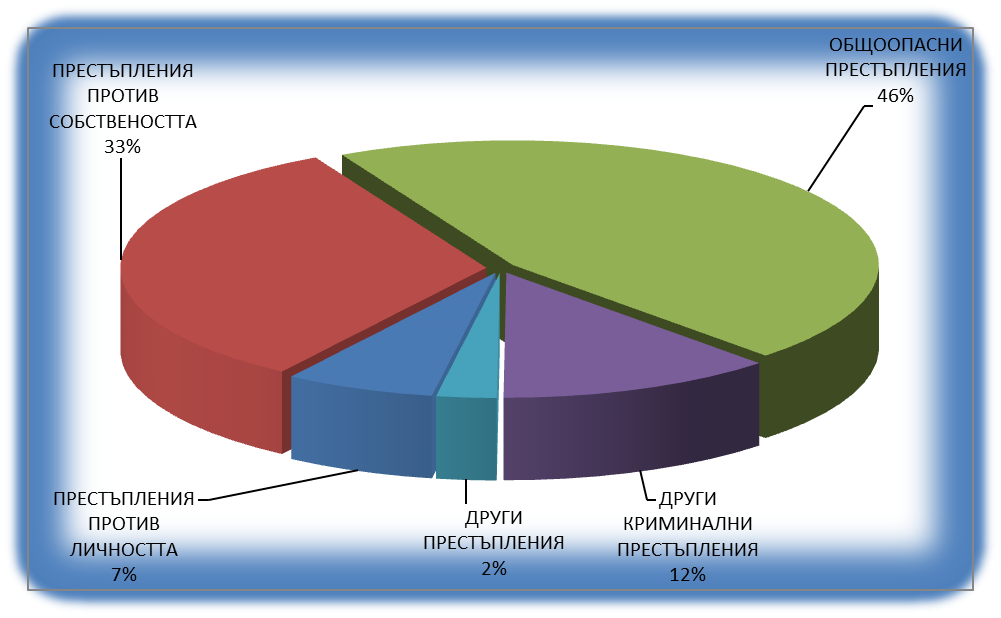 ПРЕСТЪПЛЕНИЯ
ПРОТИВ
СОБСТВЕНОСТТА
33%
ОБЩООПАСНИ
ПРЕСТЪПЛЕНИЯ
46%
ПРЕСТЪПЛЕНИЯ
ПРОТИВ
ЛИЧНОСТТА
7%
ДРУГИ
ПРЕСТЪПЛЕНИЯ
2%
ДРУГИ
КРИМИНАЛНИ
ПРЕСТЪПЛЕНИЯ
12%